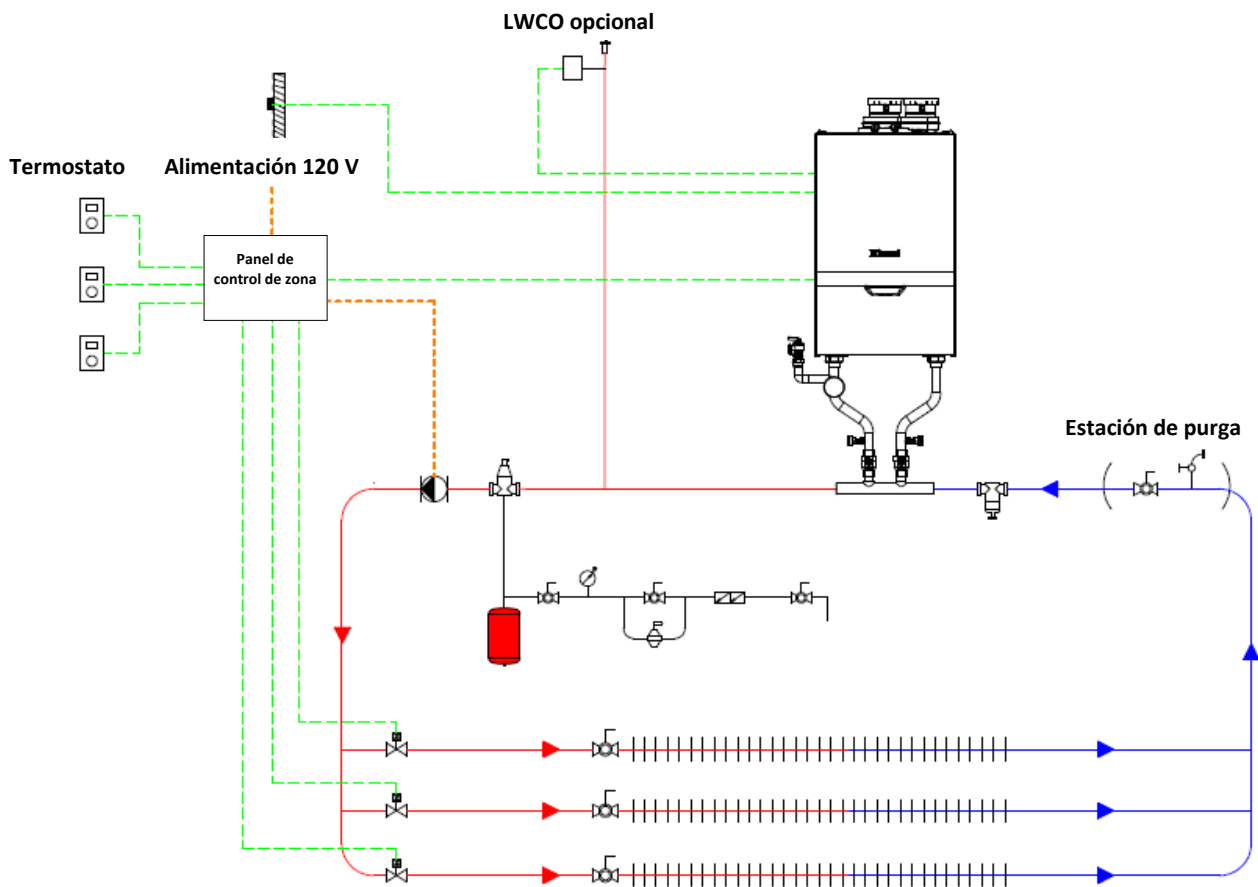 LWCO opcional
Termostato
Alimentación 120 V
Panel de
control de zona
Estación de purga